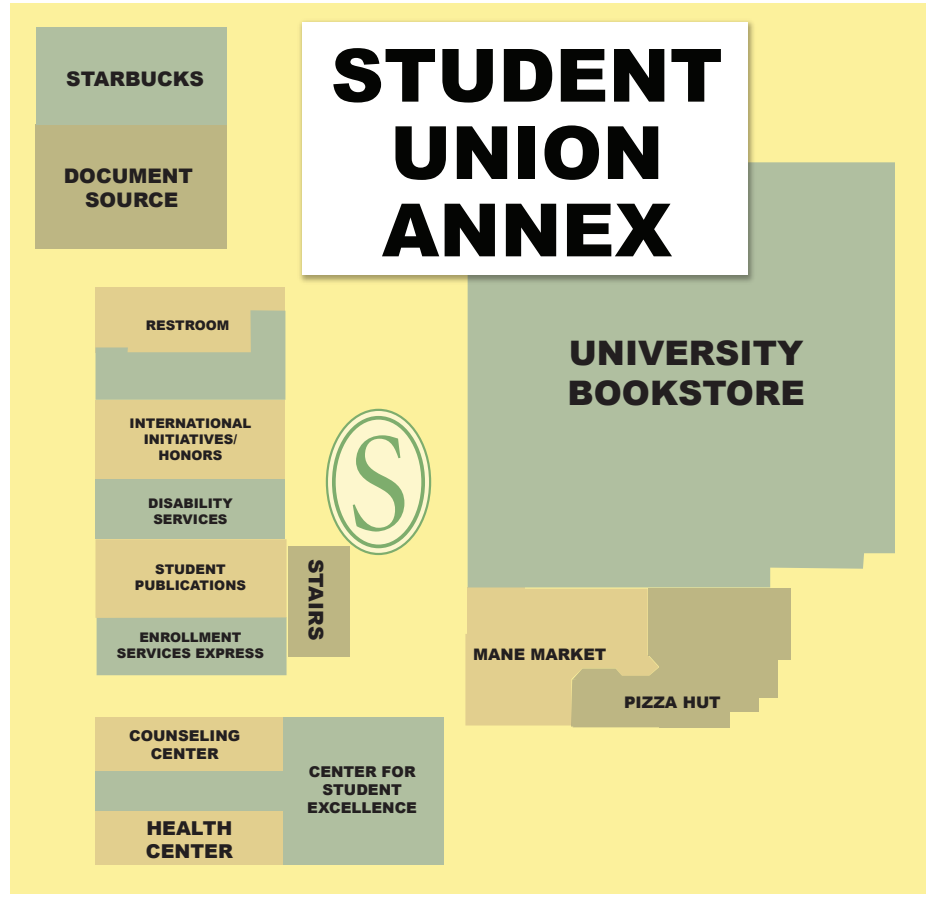 STUDENT
UNION
ANNEX
STARBUCKS
DOCUMENT
SOURCE
RESTROOM
INTERNATIONAL
INITIATIVES/
HONORS
DISABILITY
SERVICES
STUDENT
PUBLICATIONS
ENROLLMENT
SERVICES EXPRESS
STAIRS
S
UNIVERSITY
BOOKSTORE
MANE MARKET
PIZZA HUT
COUNSELING
CENTER
CENTER FOR
STUDENT
EXCELLENCE
HEALTH
CENTER